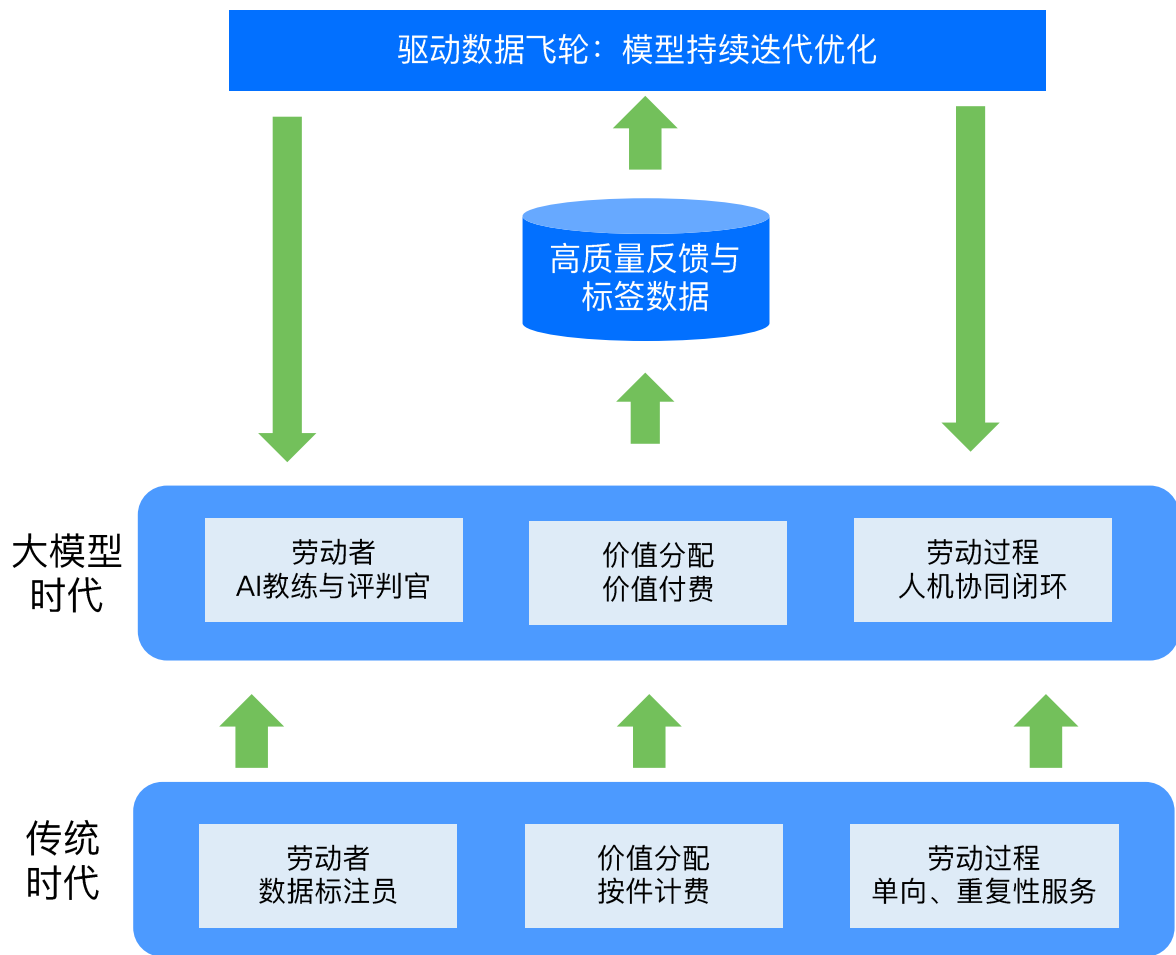 驱动数据飞轮：模型持续迭代优化
高质量反馈与
标签数据
大模型
时代
劳动者
AI教练与评判官
价值分配
价值付费
劳动过程
人机协同闭环
传统
时代
劳动者
数据标注员
价值分配
按件计费
劳动过程
单向、重复性服务